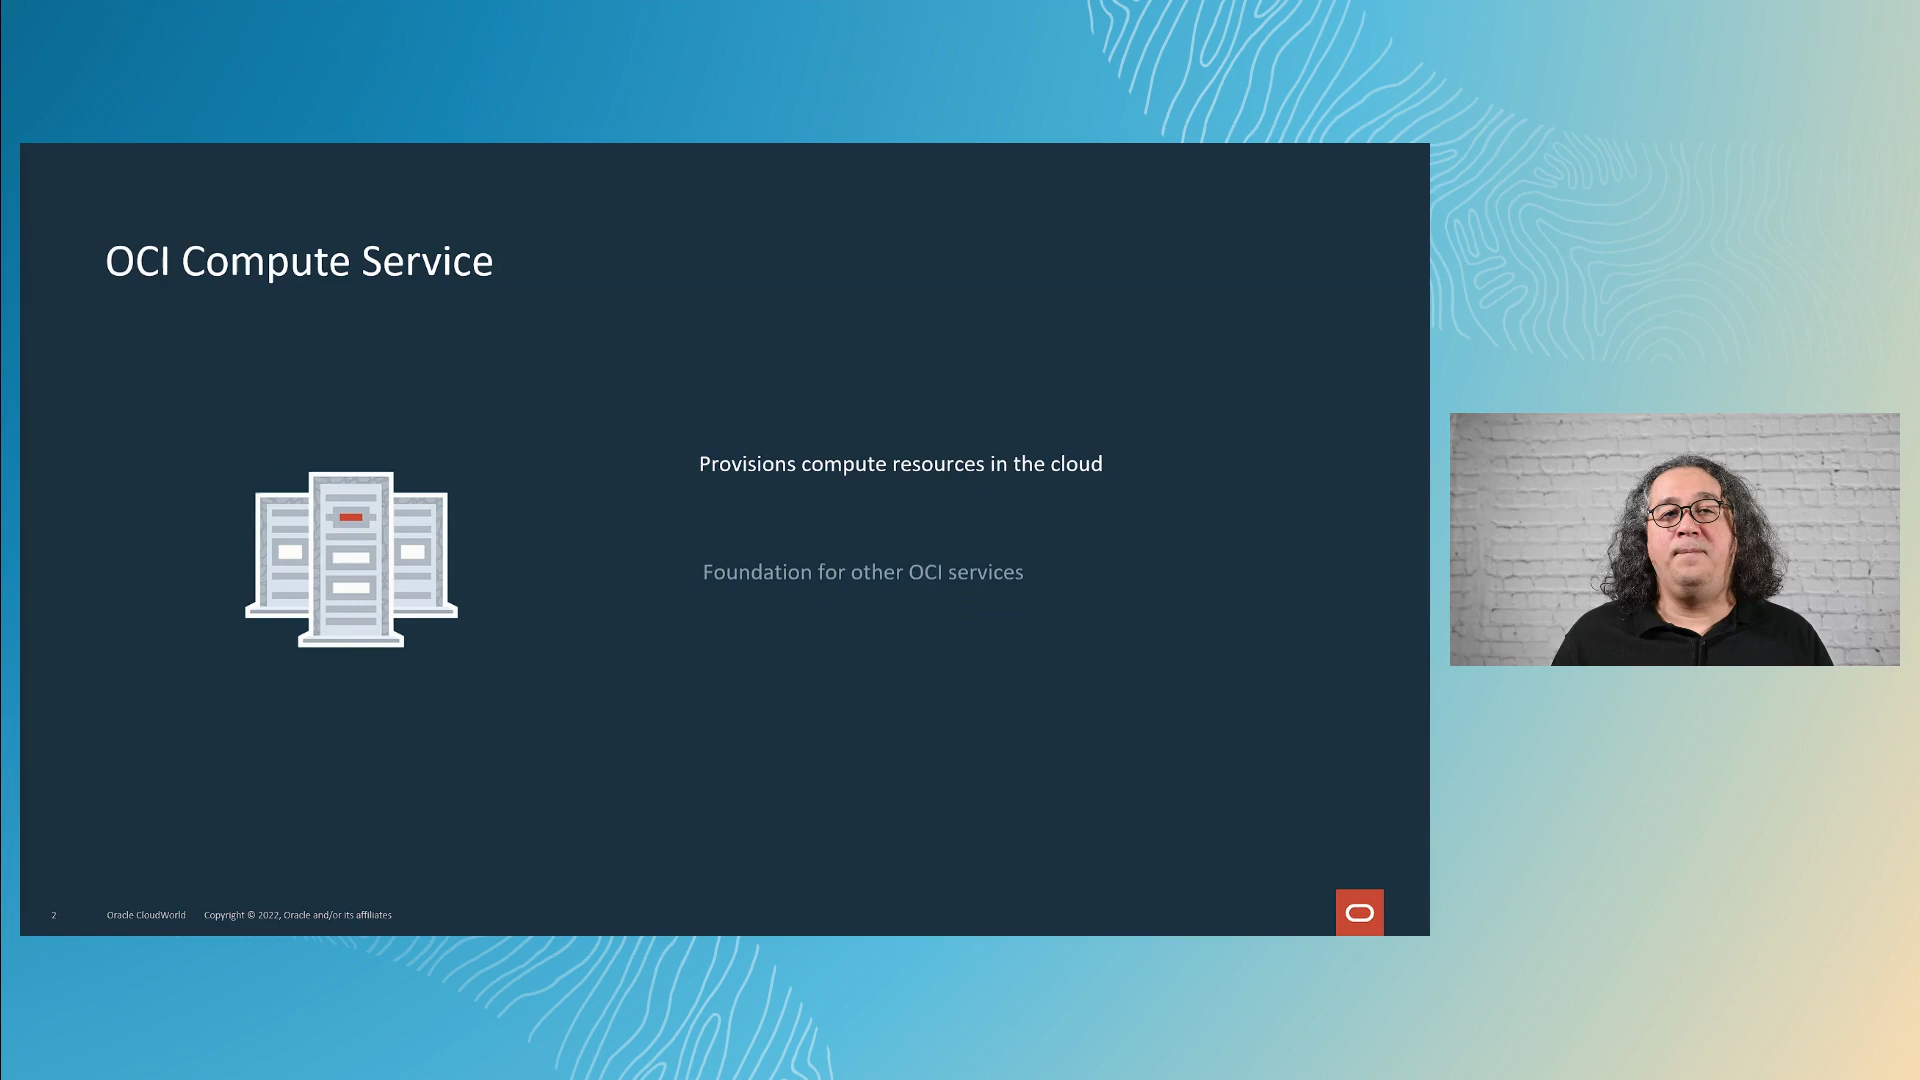 OCI Compute Service
Provisions compute resources in the cloud
Foundation for other OCI services
2 Oracle CloudWorld Copyright © 2022, Oracle and/or its affiliates